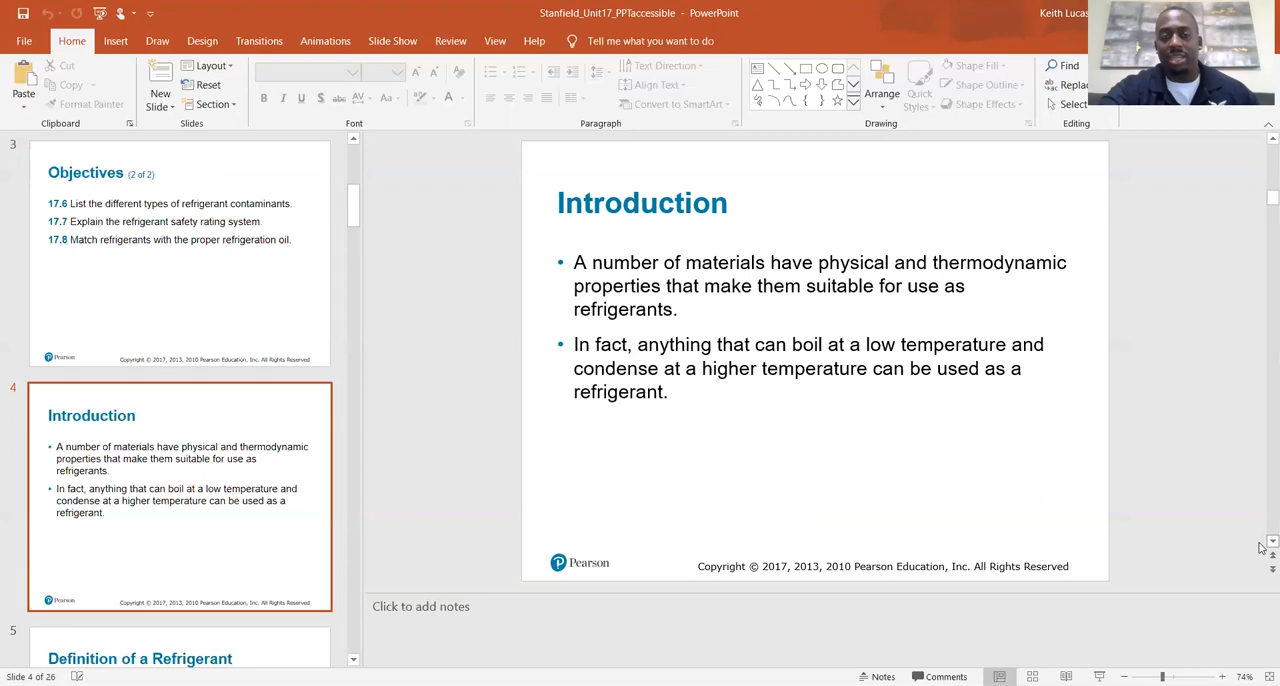 Stanfield_Unit17_PPTaccessible - PowerPoint
Keith Lucas
File Home Insert Draw Design Transitions Animations Slide Show Review View Help Tell me what you want to do
Paste
Cut
Copy
Format Painter
Clipboard
New
Slide
Layout
Reset
Section
Slides
B I U S abc AV Aa A
Font
Text Direction
Align Text
Convert to SmartArt
Paragraph
Arrange
Quick
Styles
Shape Fill
Shape Outline
Shape Effects
Drawing
Find
Replac
Select
Editing
3
Objectives (2 of 2)
17.6 List the different types of refrigerant contaminants.
17.7 Explain the refrigerant safety rating system.
17.8 Match refrigerants with the proper refrigeration oil.
Pearson
Copyright © 2017, 2013, 2010 Pearson Education, Inc. All Rights Reserved
4
Introduction
• A number of materials have physical and thermodynamic
properties that make them suitable for use as
refrigerants.
• In fact, anything that can boil at a low temperature and
condense at a higher temperature can be used as a
refrigerant.
Pearson
Copyright © 2017, 2013, 2010 Pearson Education, Inc. All Rights Reserved
5
Definition of a Refrigerant
Introduction
• A number of materials have physical and thermodynamic
properties that make them suitable for use as
refrigerants.
• In fact, anything that can boil at a low temperature and
condense at a higher temperature can be used as a
refrigerant.
Pearson
Copyright © 2017, 2013, 2010 Pearson Education, Inc. All Rights Reserved
Click to add notes
Slide 4 of 26
Notes
Comments
74%